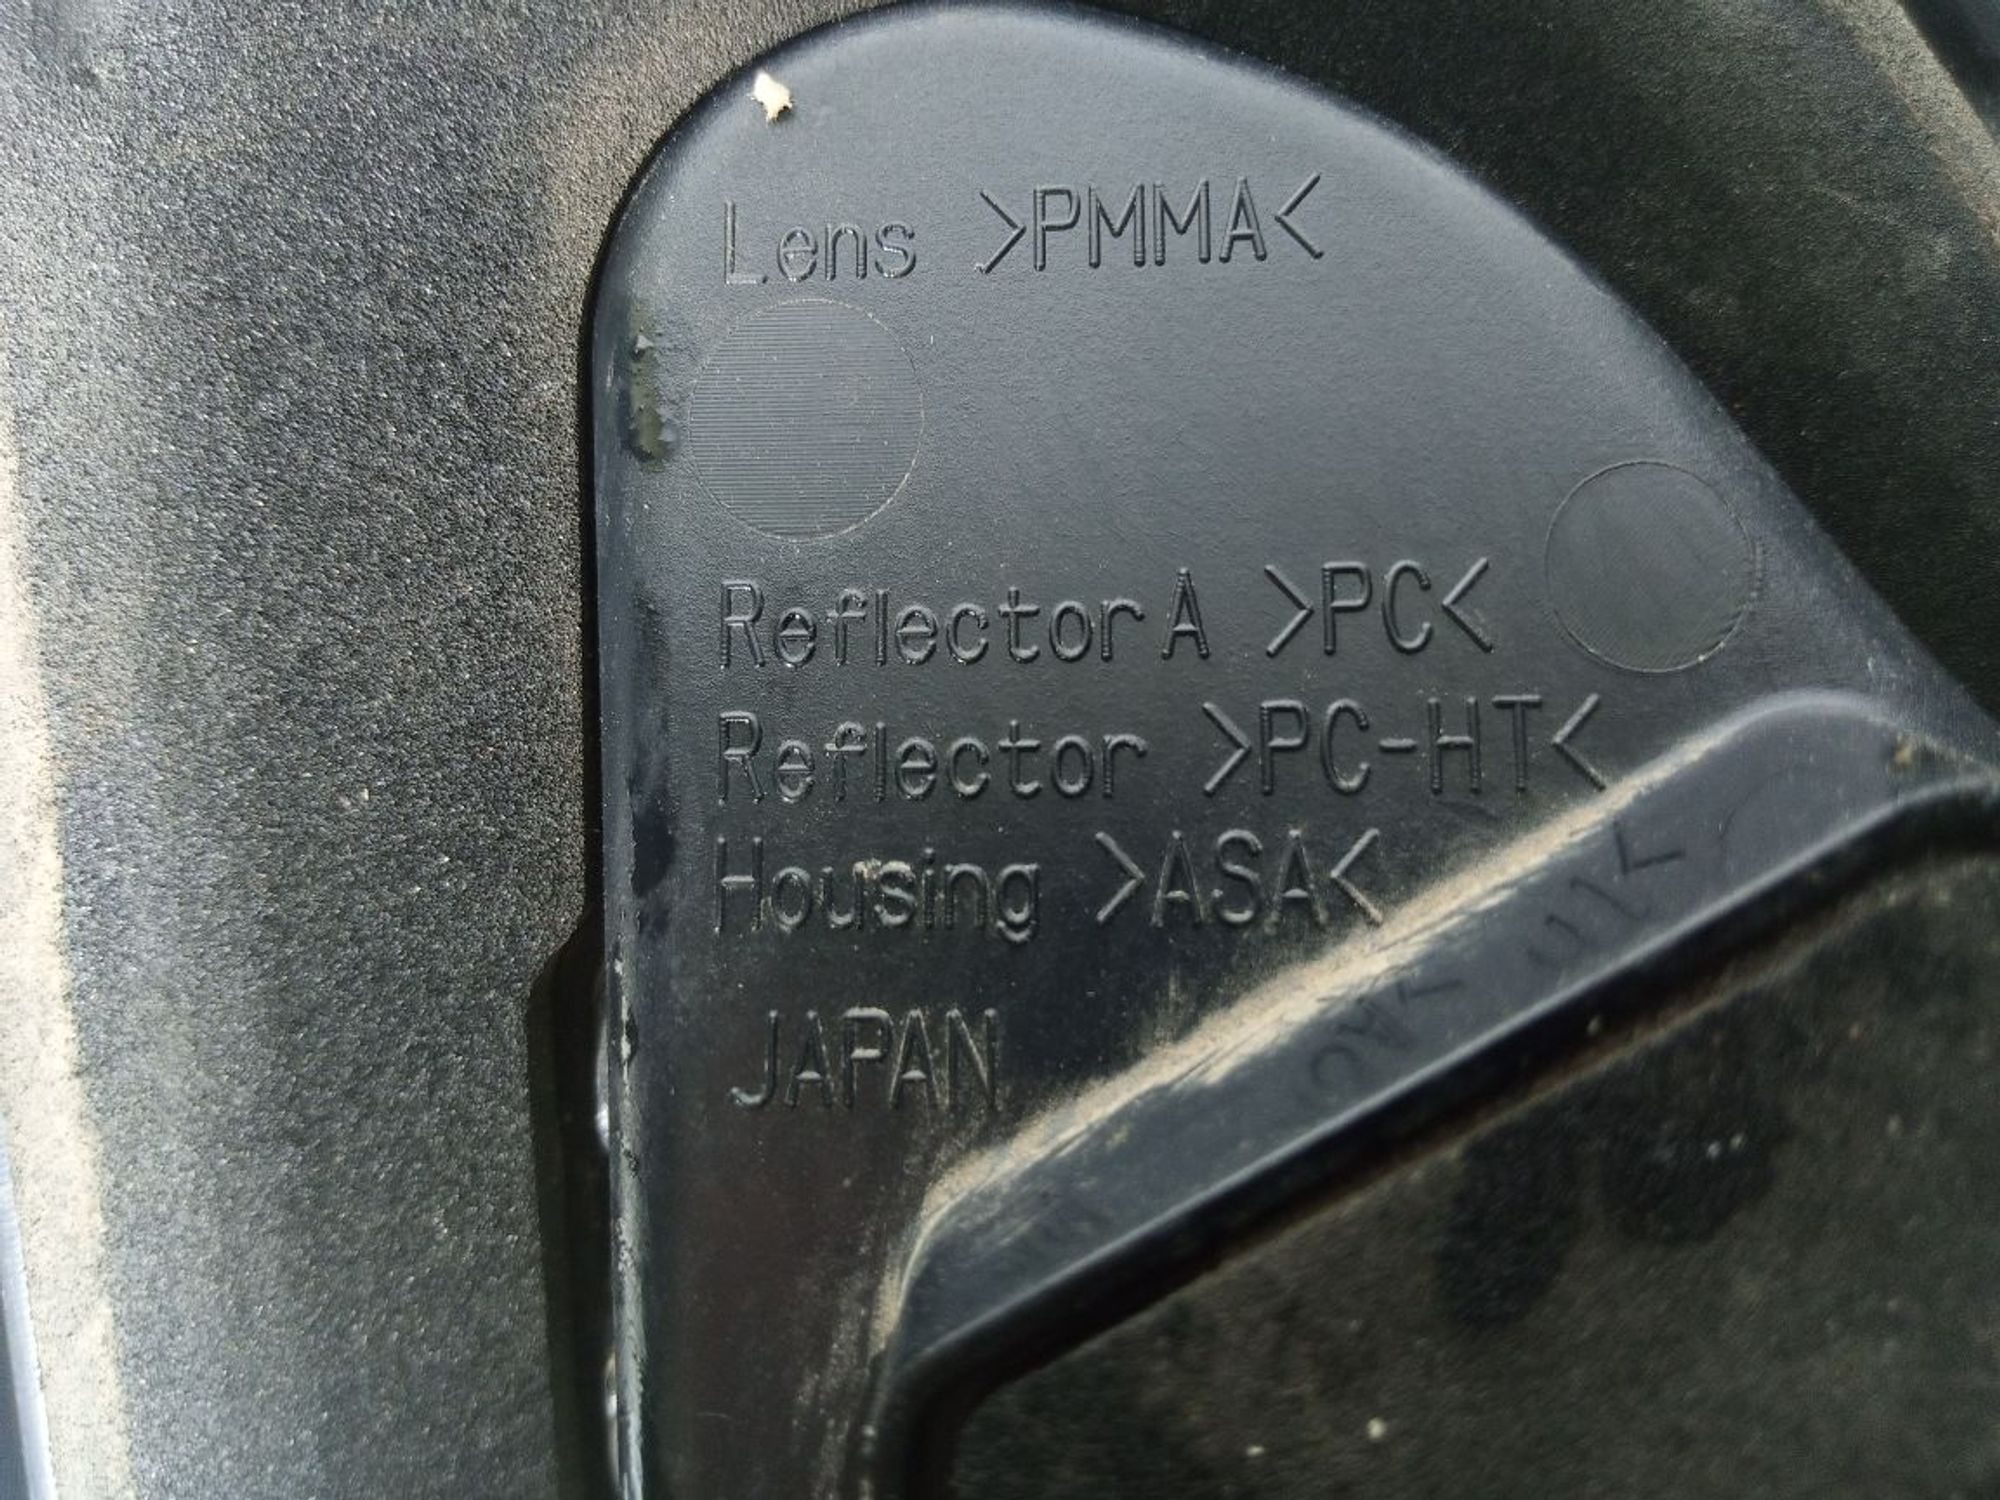 Lens >PMMA<
Reflector A >PC<
Reflector >PC-HT<
Housing >ASA<
JAPAN